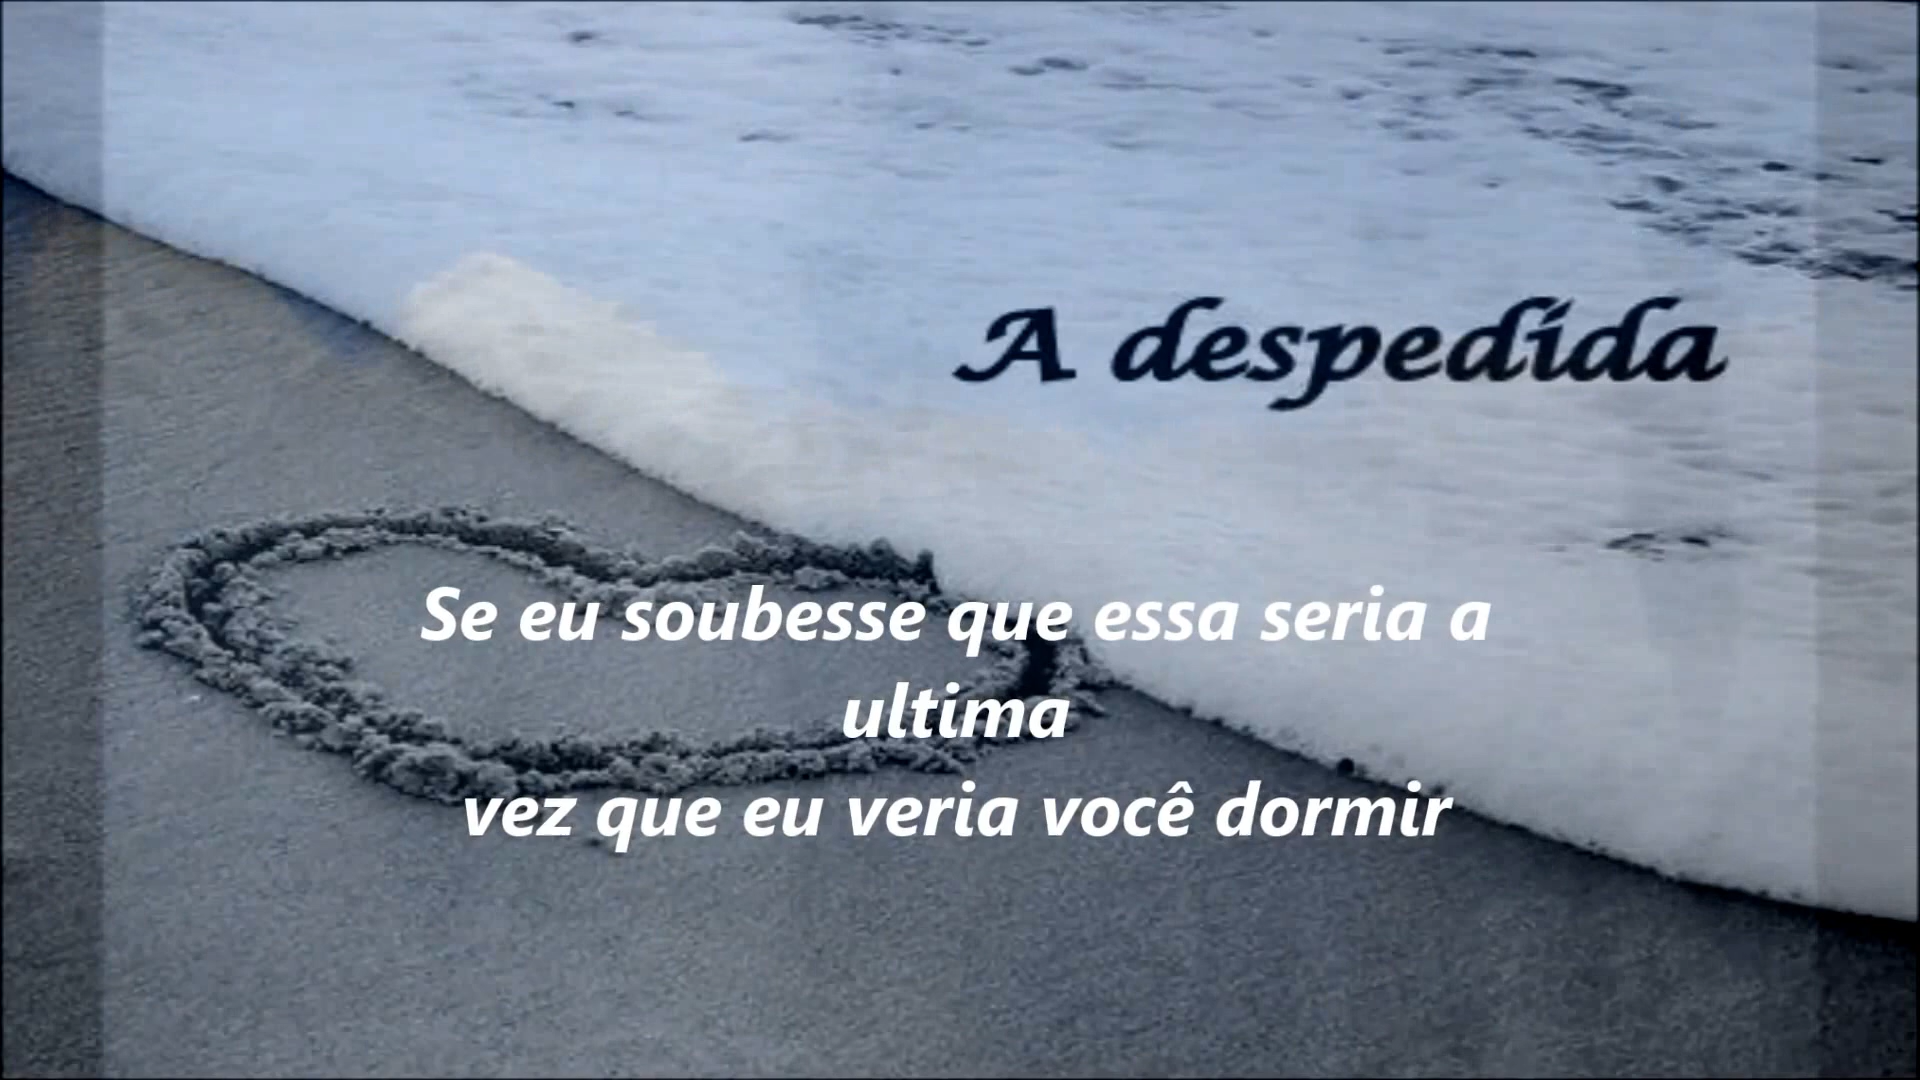 A despedida
Se eu soubesse que essa seria a
ultima
vez que eu veria você dormir